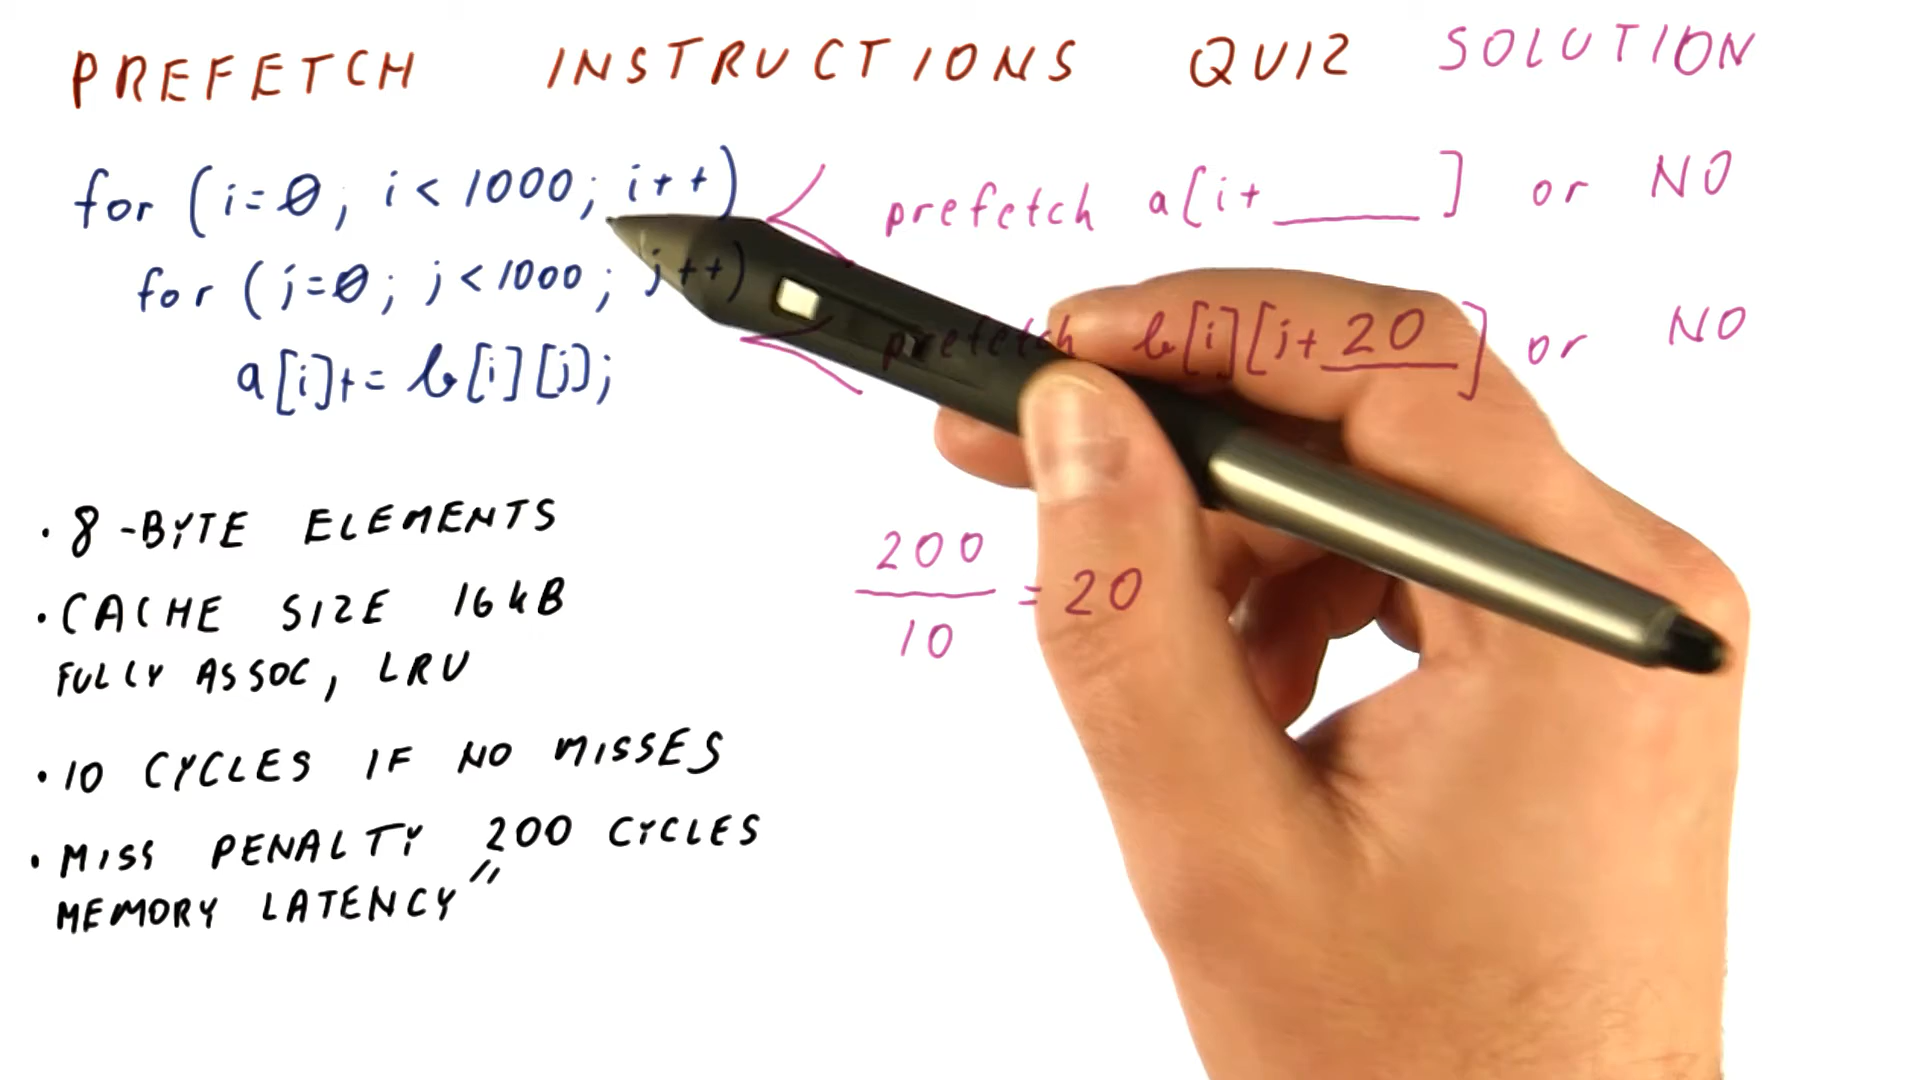 PREFETCH INSTRUCTIONS QUIZ SOLUTION
for (i=0; i<1000; i++)
prefetch a[i+____] or NO
for (j=0; j<1000; j++)
prefetch b[i][j+20] or NO
a[i]+=b[i][j];
• 8-BYTE ELEMENTS
• CACHE SIZE 16kB
FULLY ASSOC, LRU
200
10
= 20
• 10 CYCLES IF NO MISSES
• MISS PENALTY 200 CYCLES
MEMORY LATENCY "